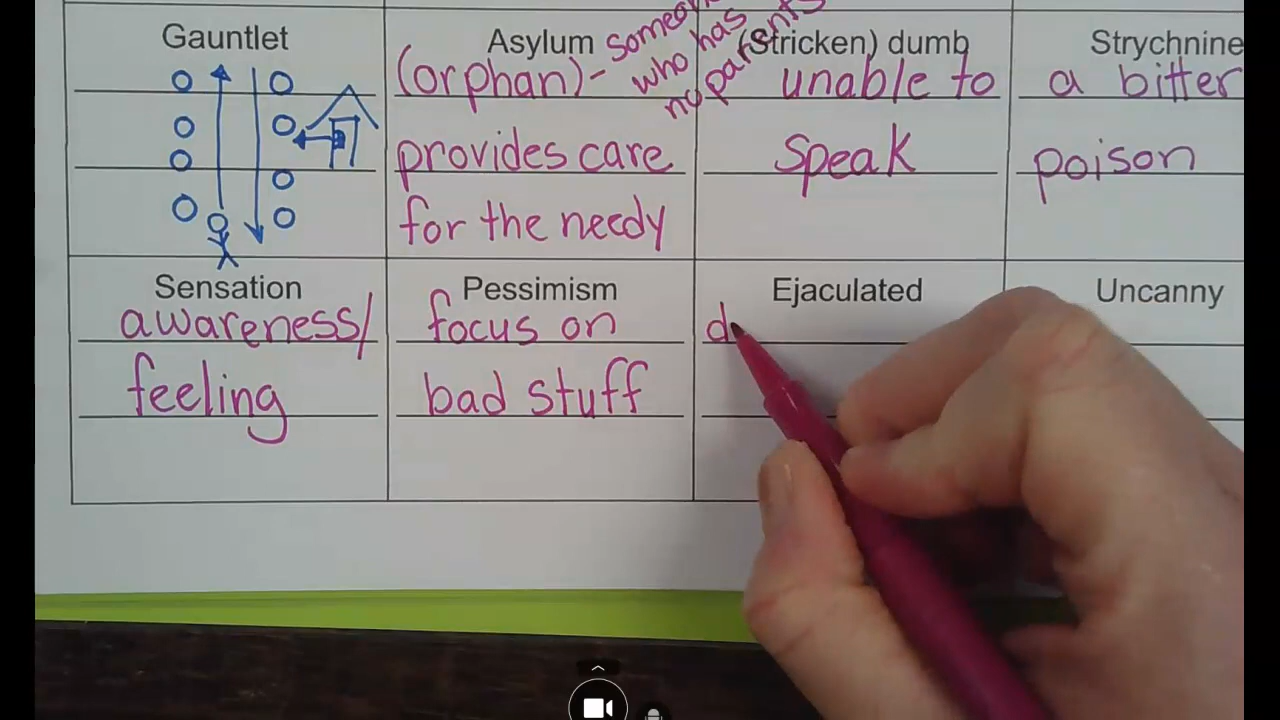 Gauntlet
Asylum
(orphan)-
someone
who has
no parents
provides care
for the needy
(Stricken) dumb
unable to
speak
Strychnine
a bitter
poison
Sensation
awareness/
feeling
Pessimism
focus on
bad stuff
Ejaculated
d
Uncanny